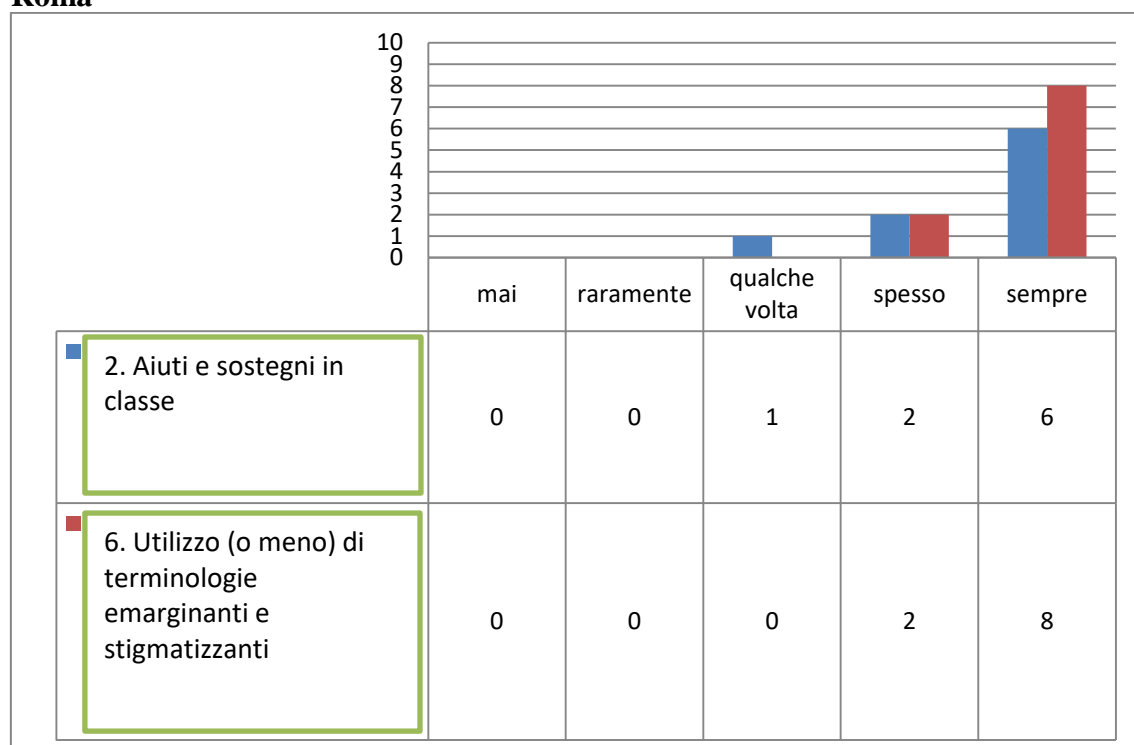 Roma
10
9
8
7
6
5
4
3
2
1
0
mai raramente qualche volta spesso sempre
2. Aiuti e sostegni in
classe
0 0 1 2 6
6. Utilizzo (o meno) di
terminologie
emarginanti e
stigmatizzanti
0 0 0 2 8